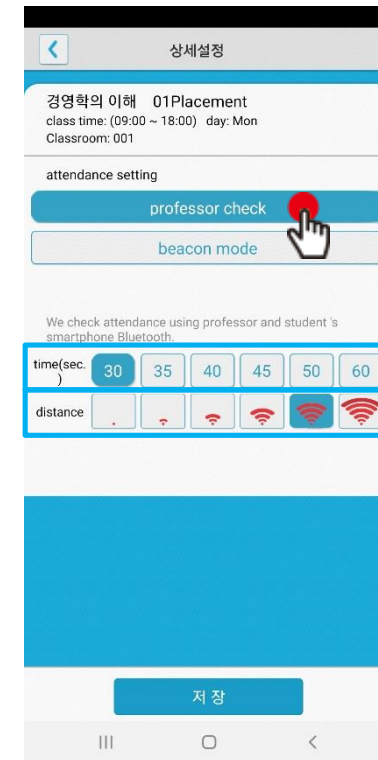 상세설정
경영학의 이해 01Placement
class time: (09:00 ~ 18:00) day: Mon
Classroom: 001
attendance setting
professor check
beacon mode
We check attendance using professor and student 's
smartphone Bluetooth.
time(sec.
)
30 35 40 45 50 60
distance
저 장